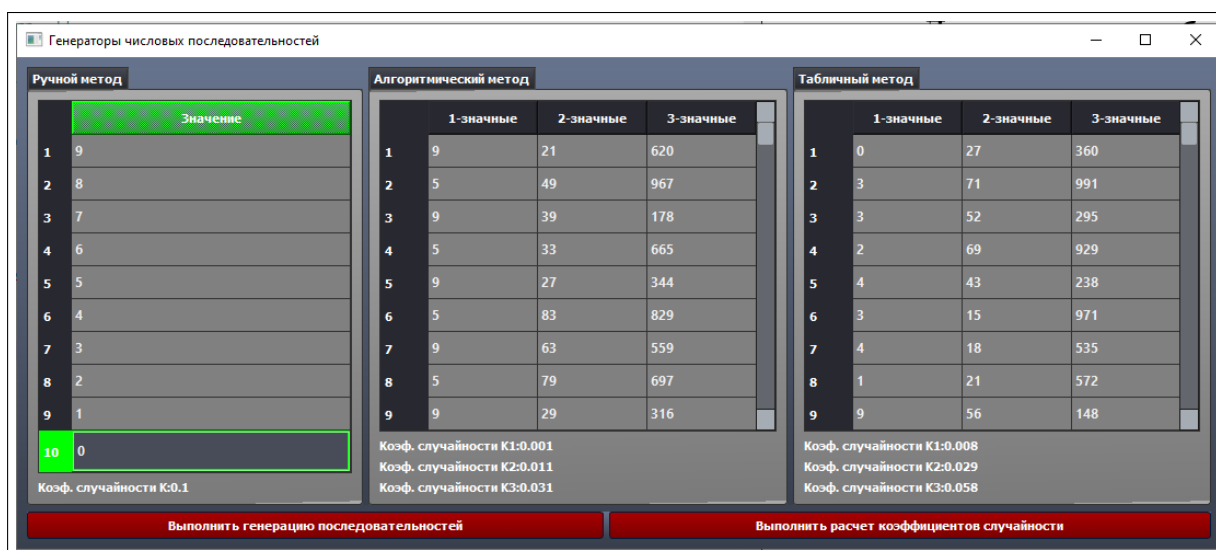 Генераторы числовых последовательностей
Ручной метод
Значение
1 9
2 8
3 7
4 6
5 5
6 4
7 3
8 2
9 1
10 0
Коэф. случайности K:0.1
Алгоритмический метод
1-значные 2-значные 3-значные
1 9 21 620
2 5 49 967
3 9 39 178
4 5 33 665
5 9 27 344
6 5 83 829
7 9 63 559
8 5 79 697
9 9 29 316
Коэф. случайности K1:0.001
Коэф. случайности K2:0.011
Коэф. случайности K3:0.031
Табличный метод
1-значные 2-значные 3-значные
1 0 27 360
2 3 71 991
3 3 52 295
4 2 69 929
5 4 43 238
6 3 15 971
7 4 18 535
8 1 21 572
9 9 56 148
Коэф. случайности K1:0.008
Коэф. случайности K2:0.029
Коэф. случайности K3:0.058
Выполнить генерацию последовательностей
Выполнить расчет коэффициентов случайности